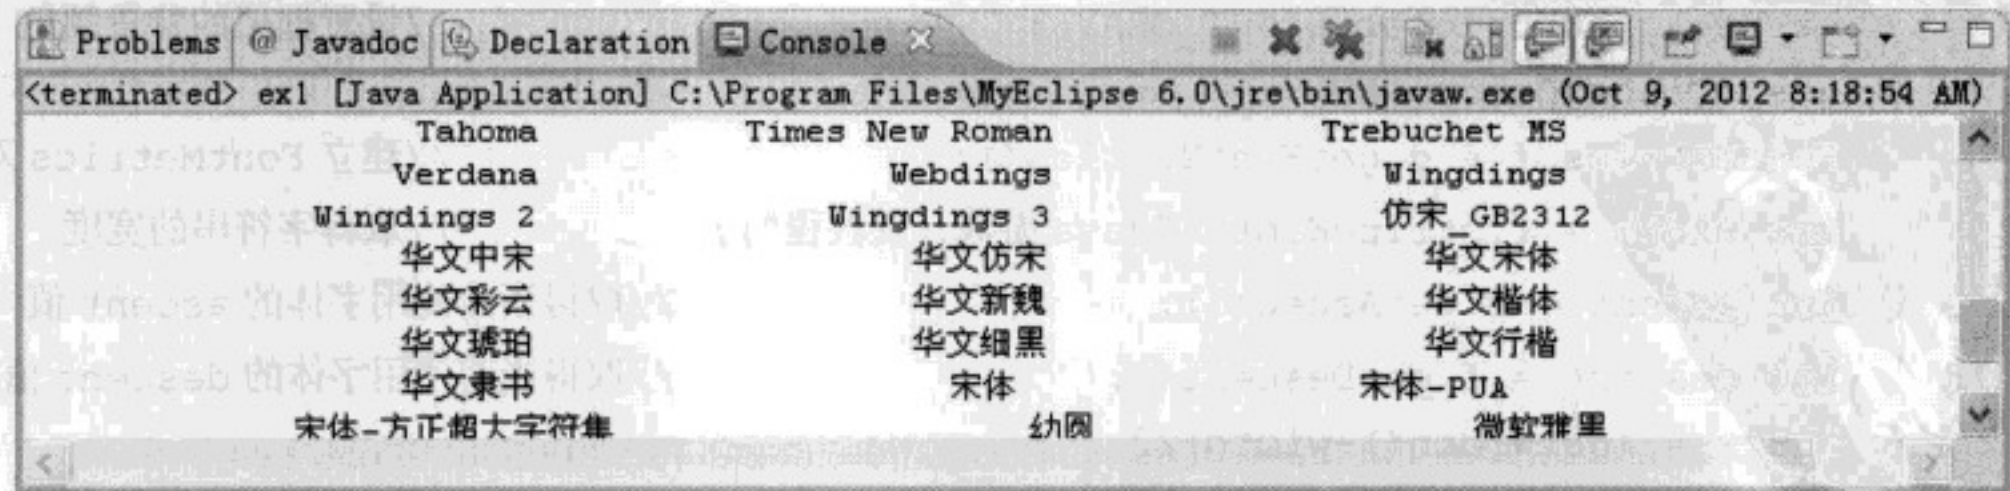 Problems @ Javadoc Declaration Console
<terminated> ex1 [Java Application] C:\Program Files\MyEclipse 6.0\jre\bin\javaw.exe (Oct 9, 2012 8:18:54 AM)
Tahoma Times New Roman Trebuchet MS
Verdana Webdings Wingdings
Wingdings 2 Wingdings 3 仿宋_GB2312
华文中宋 华文仿宋 华文宋体
华文彩云 华文新魏 华文楷体
华文琥珀 华文细黑 华文行楷
华文隶书 宋体 宋体-PUA
宋体-方正超大字符集 幼圆 微软雅黑